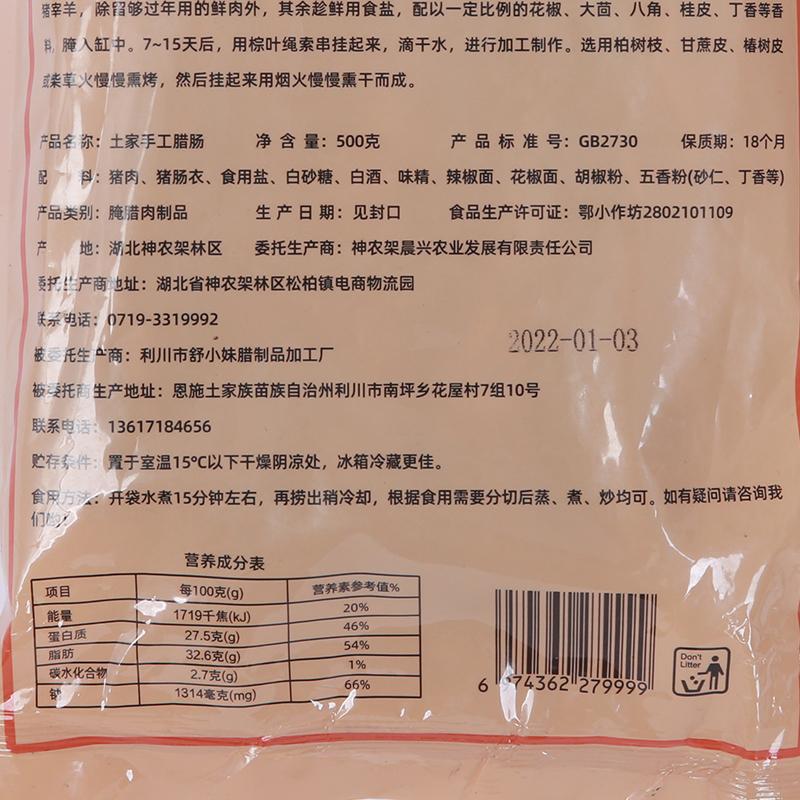 猪宰羊，除留够过年用的鲜肉外，其余趁鲜用食盐，配以一定比例的花椒、大茴、八角、桂皮、丁香等香
料，腌入缸中。7~15天后，用棕叶绳索串挂起来，滴干水，进行加工制作。选用柏树枝、甘蔗皮、椿树皮
或柴草火慢慢熏烤，然后挂起来用烟火慢慢熏干而成。
产品名称：土家手工腊肠 净含量：500克 产品标准号：GB2730 保质期：18个月
配 料：猪肉、猪肠衣、食用盐、白砂糖、白酒、味精、辣椒面、花椒面、胡椒粉、五香粉(砂仁、丁香等)
产品类别：腌腊肉制品 生产日期：见封口 食品生产许可证：鄂小作坊2802101109
产 地：湖北神农架林区 委托生产商：神农架晨兴农业发展有限责任公司
委托生产商地址：湖北省神农架林区松柏镇电商物流园
联系电话：0719-3319992
2022-01-03
被委托生产商：利川市舒小妹腊制品加工厂
被委托商生产地址：恩施土家族苗族自治州利川市南坪乡花屋村7组10号
联系电话：13617184656
贮存条件：置于室温15℃以下干燥阴凉处，冰箱冷藏更佳。
食用方法：开袋水煮15分钟左右，再捞出稍冷却，根据食用需要分切后蒸、煮、炒均可。如有疑问请咨询我
们哟！
营养成分表
项目 每100克(g) 营养素参考值%
能量 1719千焦(kJ) 20%
蛋白质 27.5克(g) 46%
脂肪 32.6克(g) 54%
碳水化合物 2.7克(g) 1%
钠 1314毫克(mg) 66%
Don't
Litter
6 974362 279999